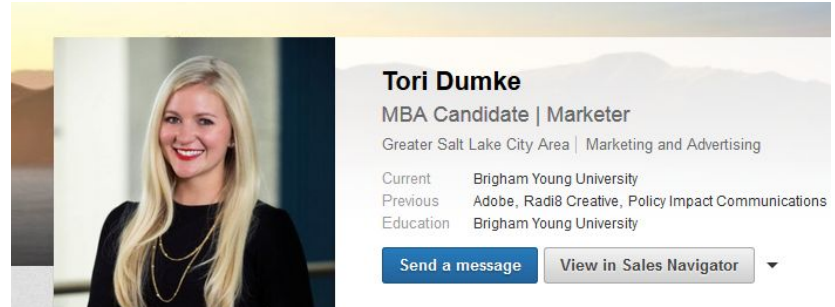 Tori Dumke
MBA Candidate | Marketer
Greater Salt Lake City Area | Marketing and Advertising
Current Brigham Young University
Previous Adobe, Radi8 Creative, Policy Impact Communications
Education Brigham Young University
Send a message View in Sales Navigator